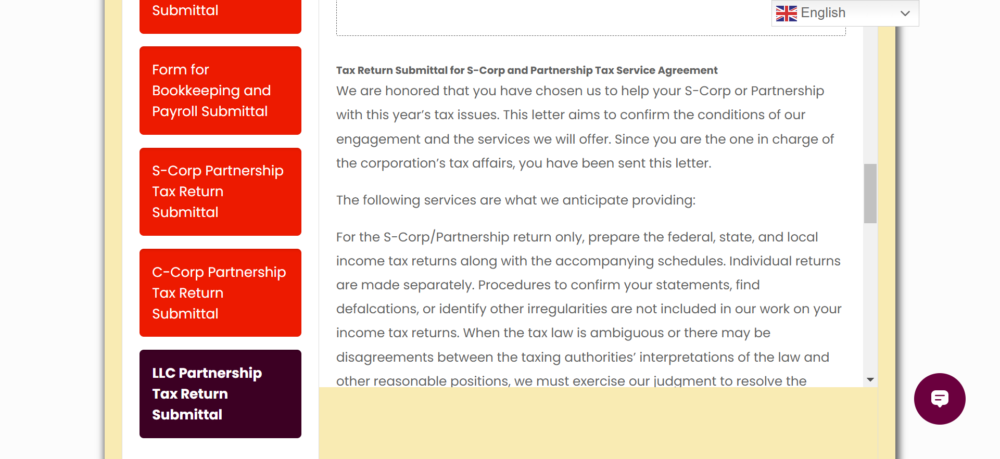 Submittal
English
Form for
Bookkeeping and
Payroll Submittal
S-Corp Partnership
Tax Return
Submittal
C-Corp Partnership
Tax Return
Submittal
LLC Partnership
Tax Return
Submittal
Tax Return Submittal for S-Corp and Partnership Tax Service Agreement
We are honored that you have chosen us to help your S-Corp or Partnership
with this year’s tax issues. This letter aims to confirm the conditions of our
engagement and the services we will offer. Since you are the one in charge of
the corporation’s tax affairs, you have been sent this letter.
The following services are what we anticipate providing:
For the S-Corp/Partnership return only, prepare the federal, state, and local
income tax returns along with the accompanying schedules. Individual returns
are made separately. Procedures to confirm your statements, find
defalcations, or identify other irregularities are not included in our work on your
income tax returns. When the tax law is ambiguous or there may be
disagreements between the taxing authorities’ interpretations of the law and
other reasonable positions, we must exercise our judgment to resolve the